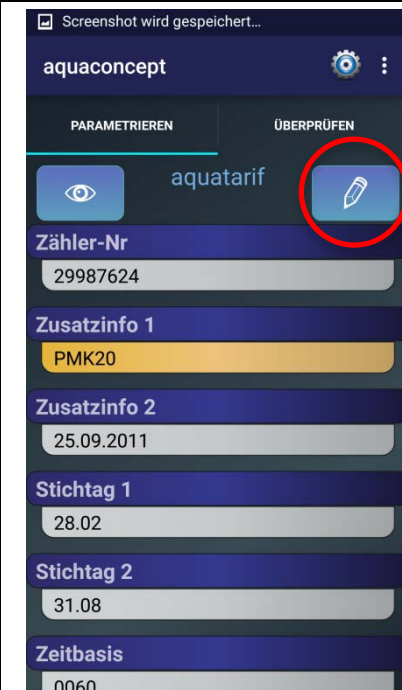 Screenshot wird gespeichert...
aquaconcept
PARAMETRIEREN ÜBERPRÜFEN
aquatarif
Zähler-Nr
29987624
Zusatzinfo 1
PMK20
Zusatzinfo 2
25.09.2011
Stichtag 1
28.02
Stichtag 2
31.08
Zeitbasis
0060